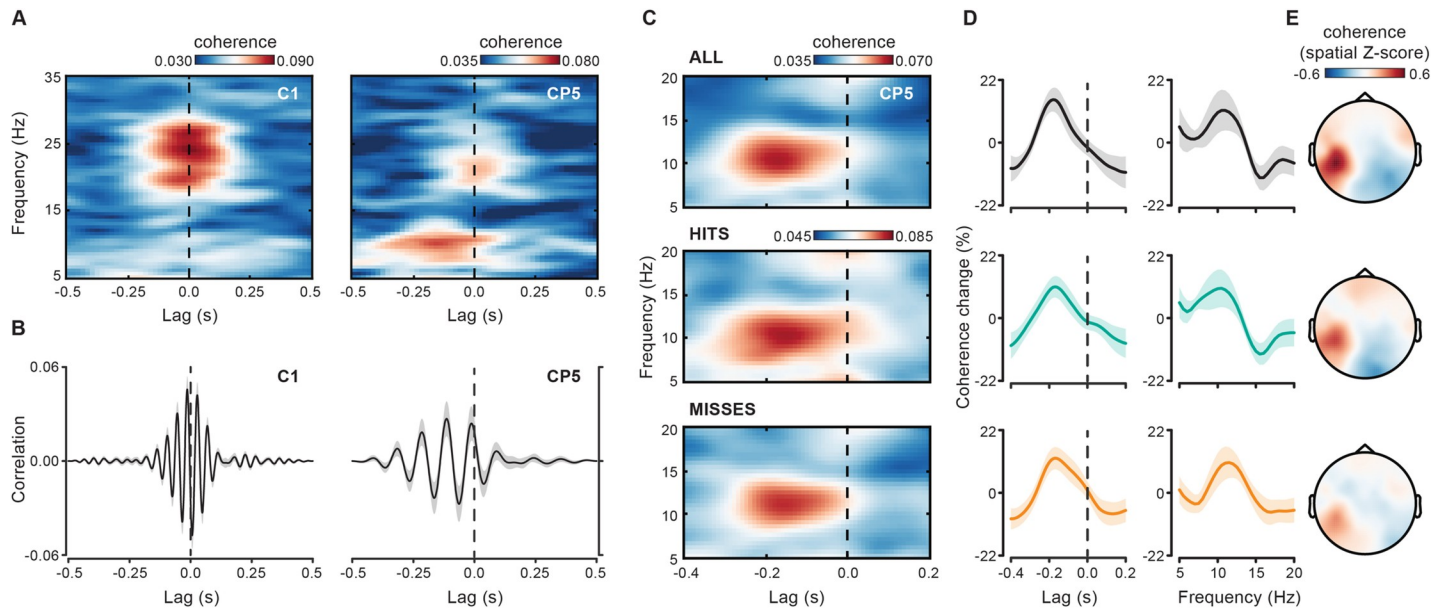 A
coherence
0.030 0.090
coherence
0.035 0.080
C1
CP5
35
25
15
5
Frequency (Hz)
-0.5 -0.25 0.0 0.25 0.5
-0.5 -0.25 0.0 0.25 0.5
Lag (s)
Lag (s)
B
C1
CP5
0.06
0.00
-0.06
Correlation
-0.5 -0.25 0.0 0.25 0.5
-0.5 -0.25 0.0 0.25 0.5
Lag (s)
Lag (s)
C
coherence
ALL
0.035 0.070
CP5
20
15
10
5
HITS
0.045 0.085
20
15
10
5
Frequency (Hz)
MISSES
20
15
10
5
-0.4 -0.2 0.0 0.2
Lag (s)
D
22
0
-22
22
0
-22
22
0
-22
22
0
-22
22
0
-22
22
0
-22
Coherence change (%)
-0.4 -0.2 0.0 0.2
Lag (s)
5 10 15 20
Frequency (Hz)
E
coherence
(spatial Z-score)
-0.6 0.6